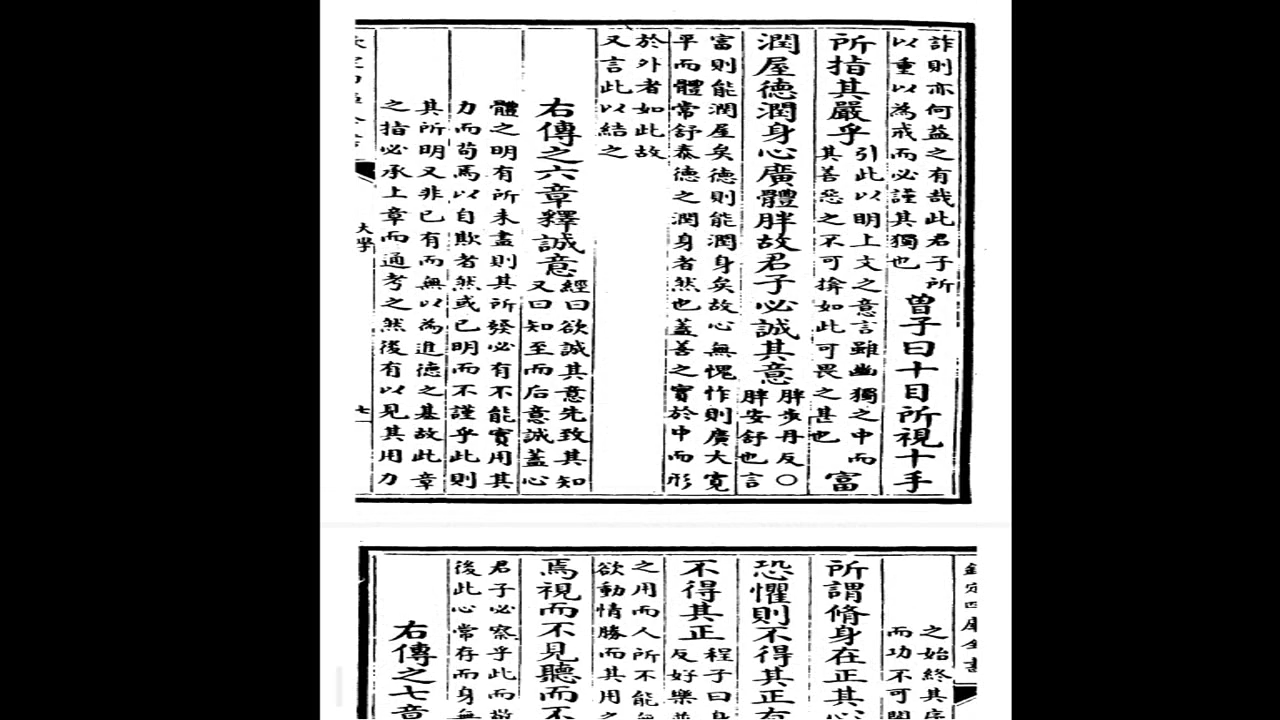 詐則亦何益之有哉此君子所
以重以為戒而必謹其獨也
曾子曰十目所視十手
所指其嚴乎
引此以明上文之意言雖幽獨之中而
其善惡之不可揜如此可畏之甚也
富
潤屋德潤身心廣體胖故君子必誠其意
胖步丹反○
胖安舒也言
富則能潤屋矣德則能潤身矣故心無愧怍則廣大寬
平而體常舒泰德之潤身者然也蓋善之實於中而形
於外者如此故
又言此以結之
右傳之六章釋誠意
經曰欲誠其意先致其知
又曰知至而后意誠蓋心
體之明有所未盡則其所發必有不能實用其
力而苟焉以自欺者然或已明而不謹乎此則
其所明又非已有而無以為進德之基故此章
之指必承上章而通考之然後有以見其用力
大學
七
欽定四庫全書
之始終其序
而功不可闕
所謂脩身在正其心
恐懼則不得其正有
不得其正
程子曰身
反好樂並
之用而人所不能無
欲動情勝而其用之
焉視而不見聽而不
君子必察乎此而敬
後此心常存而身無
右傳之七章